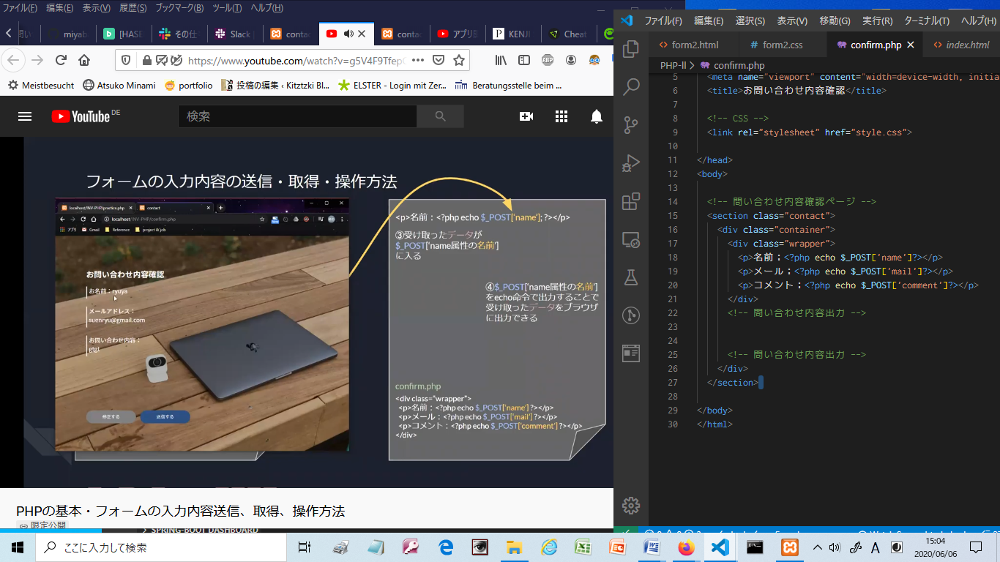 ファイル(F) 編集(E) 表示(V) 履歴(S) ブックマーク(B) ツール(T) ヘルプ(H)
miyab [HASE その仕 Slack conta conta アプリ KENJI Cheat
https://www.youtube.com/watch?v=g5V4F9Tfep
Meistbesucht Atsuko Minami portfolio 投稿の編集 ‹ Kitztzki Bl... ELSTER - Login mit Zer... Beratungsstelle beim ...
YouTube DE
検索
フォームの入力内容の送信・取得・操作方法
localhost/INV-PHP/practice.php contact
localhost/INV-PHP/confirm.php
アプリ Gmail Reference project & job
お問い合わせ内容確認
お名前：ryuya
メールアドレス：
suenryu@gmail.com
お問い合わせ内容：
gtgt
修正する 送信する
<p>名前：<?php echo $_POST['name']; ?></p>
③受け取ったデータが
$_POST['name属性の名前']
に入る
④$_POST['name属性の名前']
をecho命令で出力することで
受け取ったデータをブラウザ
に出力できる
confirm.php
<div class="wrapper">
<p>名前：<?php echo $_POST['name'] ?></p>
<p>メール：<?php echo $_POST['mail'] ?></p>
<p>コメント：<?php echo $_POST['comment'] ?></p>
</div>
PHPの基本・フォームの入力内容送信、取得、操作方法
限定公開
SPRING-BOOT DASHBOARD
ファイル(F) 編集(E) 選択(S) 表示(V) 移動(G) 実行(R) ターミナル(T) ヘルプ(H)
form2.html form2.css confirm.php index.html
PHP-ll confirm.php
5 <meta name="viewport" content="width=device-width, initia
6 <title>お問い合わせ内容確認</title>
7
8 <!-- CSS -->
9 <link rel="stylesheet" href="style.css">
10
11 </head>
12 <body>
13
14 <!-- 問い合わせ内容確認ページ -->
15 <section class="contact">
16 <div class="container">
17 <div class="wrapper">
18 <p>名前：<?php echo $_POST['name']?></p>
19 <p>メール：<?php echo $_POST['mail']?></p>
20 <p>コメント：<?php echo $_POST['comment']?></p>
21 </div>
22 <!-- 問い合わせ内容出力 -->
23
24
25 <!-- 問い合わせ内容出力 -->
26 </div>
27 </section>
28
29 </body>
30 </html>
ここに入力して検索
A
15:04
2020/06/06